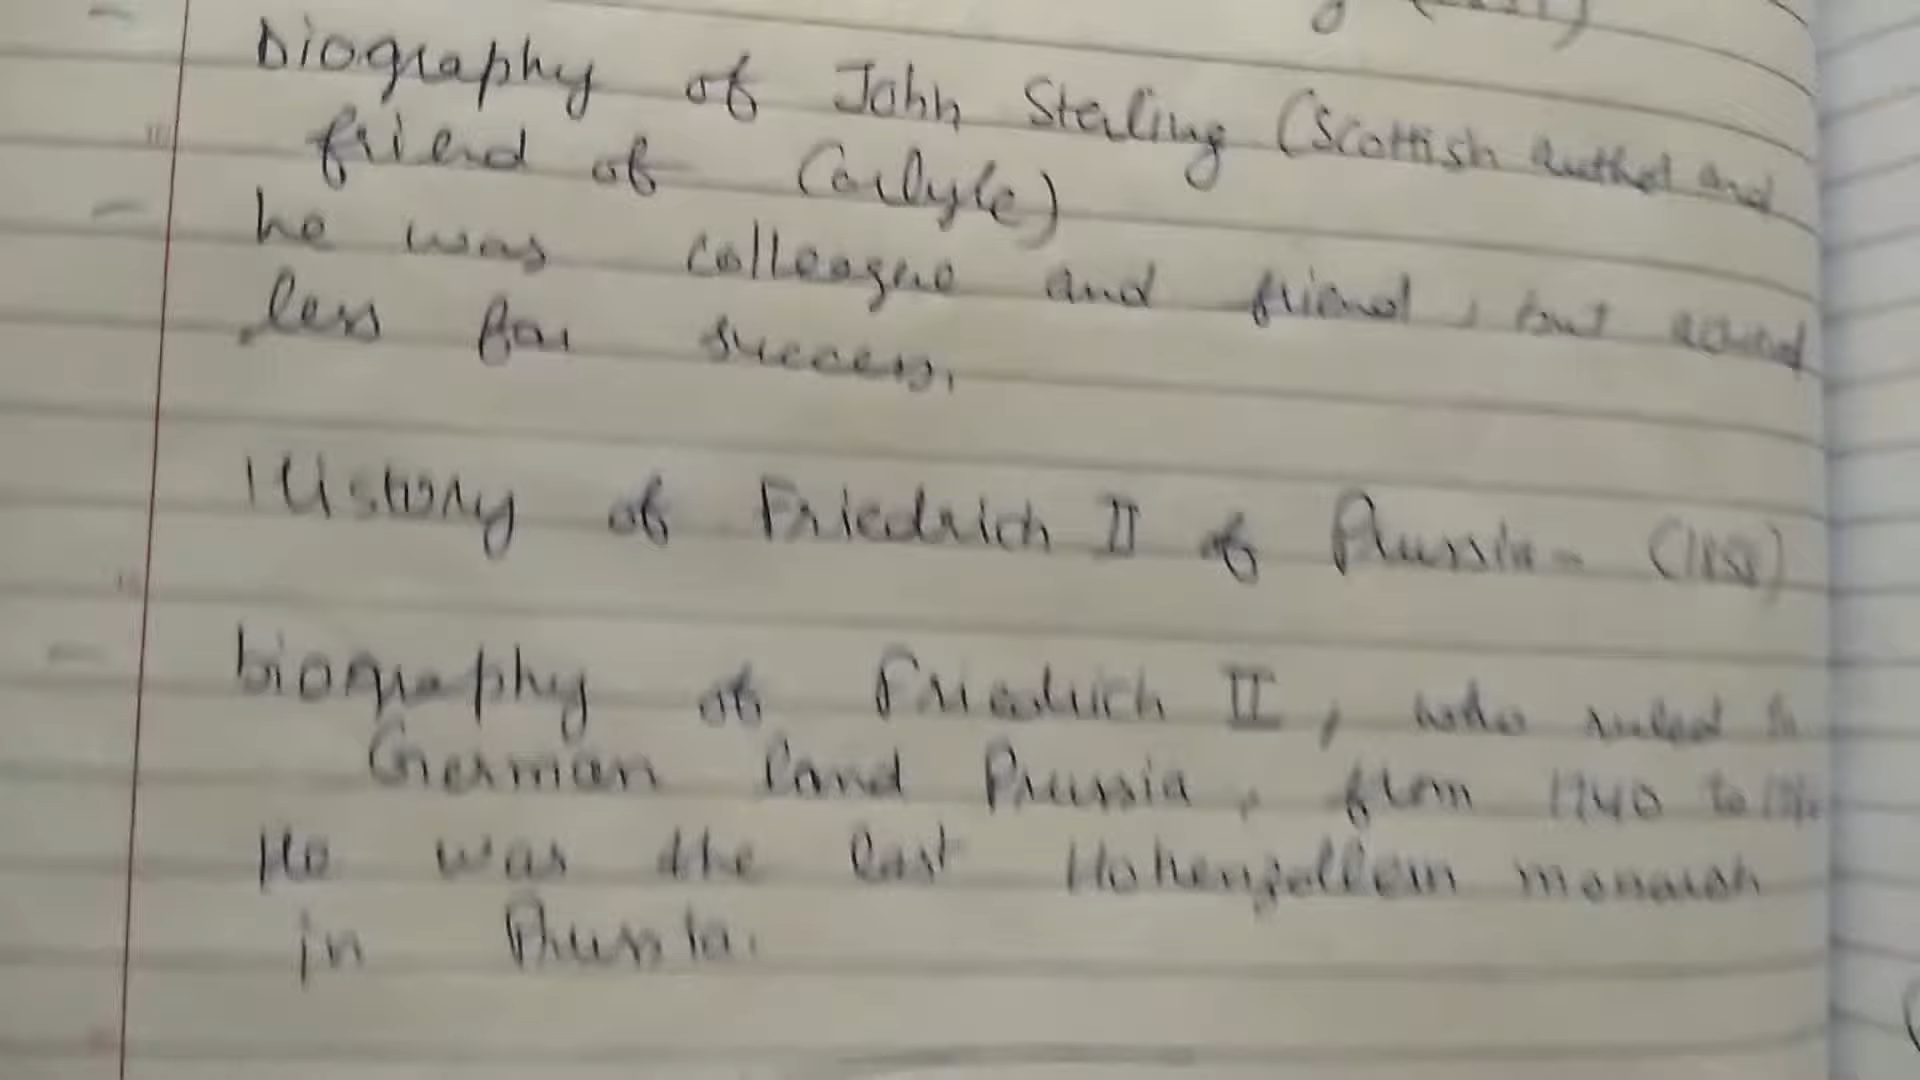 - biography of John Sterling (Scottish author and
friend of Carlyle)
- he was colleague and friend, but
less for success.
History of Friedrich II of Prussia - (1858)
- biography of Friedrich II, who ruled
German land Prussia, from 1740 to
He was the last Hohenzollern monarch
in Prussia.